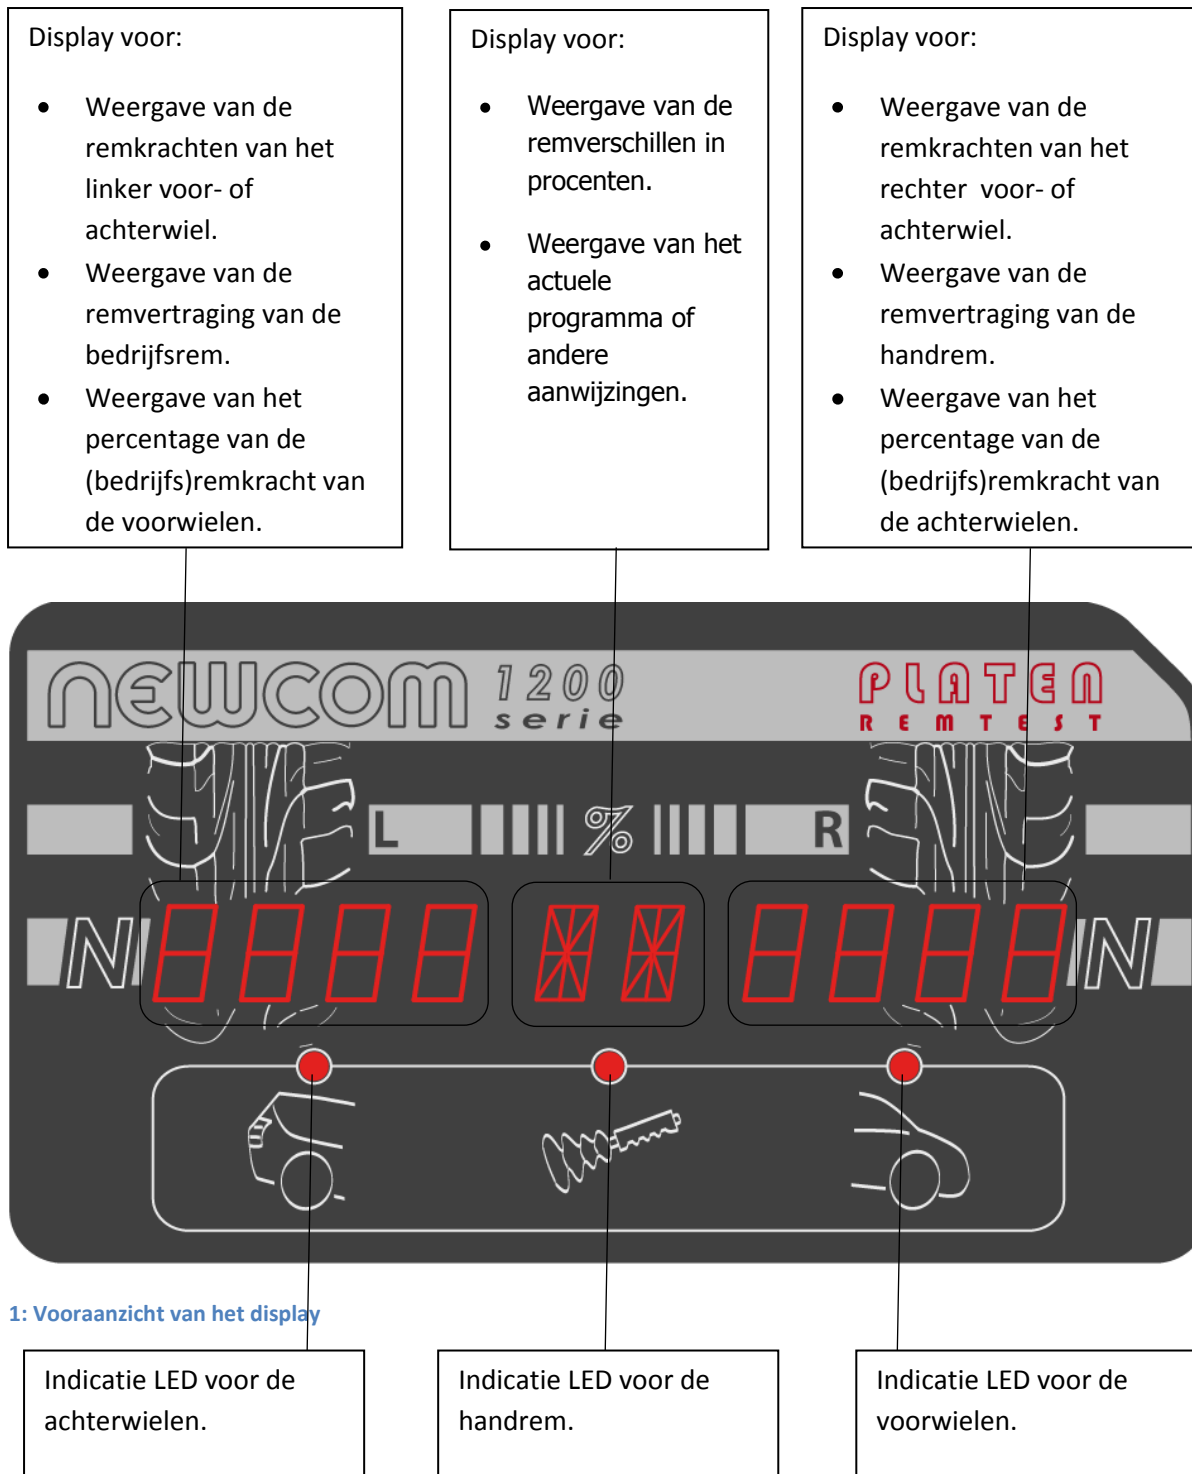 Display voor:
• Weergave van de
remkrachten van het
linker voor- of
achterwiel.
• Weergave van de
remvertraging van de
bedrijfsrem.
• Weergave van het
percentage van de
(bedrijfs)remkracht van
de voorwielen.
Display voor:
• Weergave van de
remverschillen in
procenten.
• Weergave van het
actuele
programma of
andere
aanwijzingen.
Display voor:
• Weergave van de
remkrachten van het
rechter voor- of
achterwiel.
• Weergave van de
remvertraging van de
handrem.
• Weergave van het
percentage van de
(bedrijfs)remkracht van
de achterwielen.
newcom 1200
serie
PLATEN
REMTEST
L % R
N 8888 8888 N
1: Vooraanzicht van het display
Indicatie LED voor de
achterwielen.
Indicatie LED voor de
handrem.
Indicatie LED voor de
voorwielen.